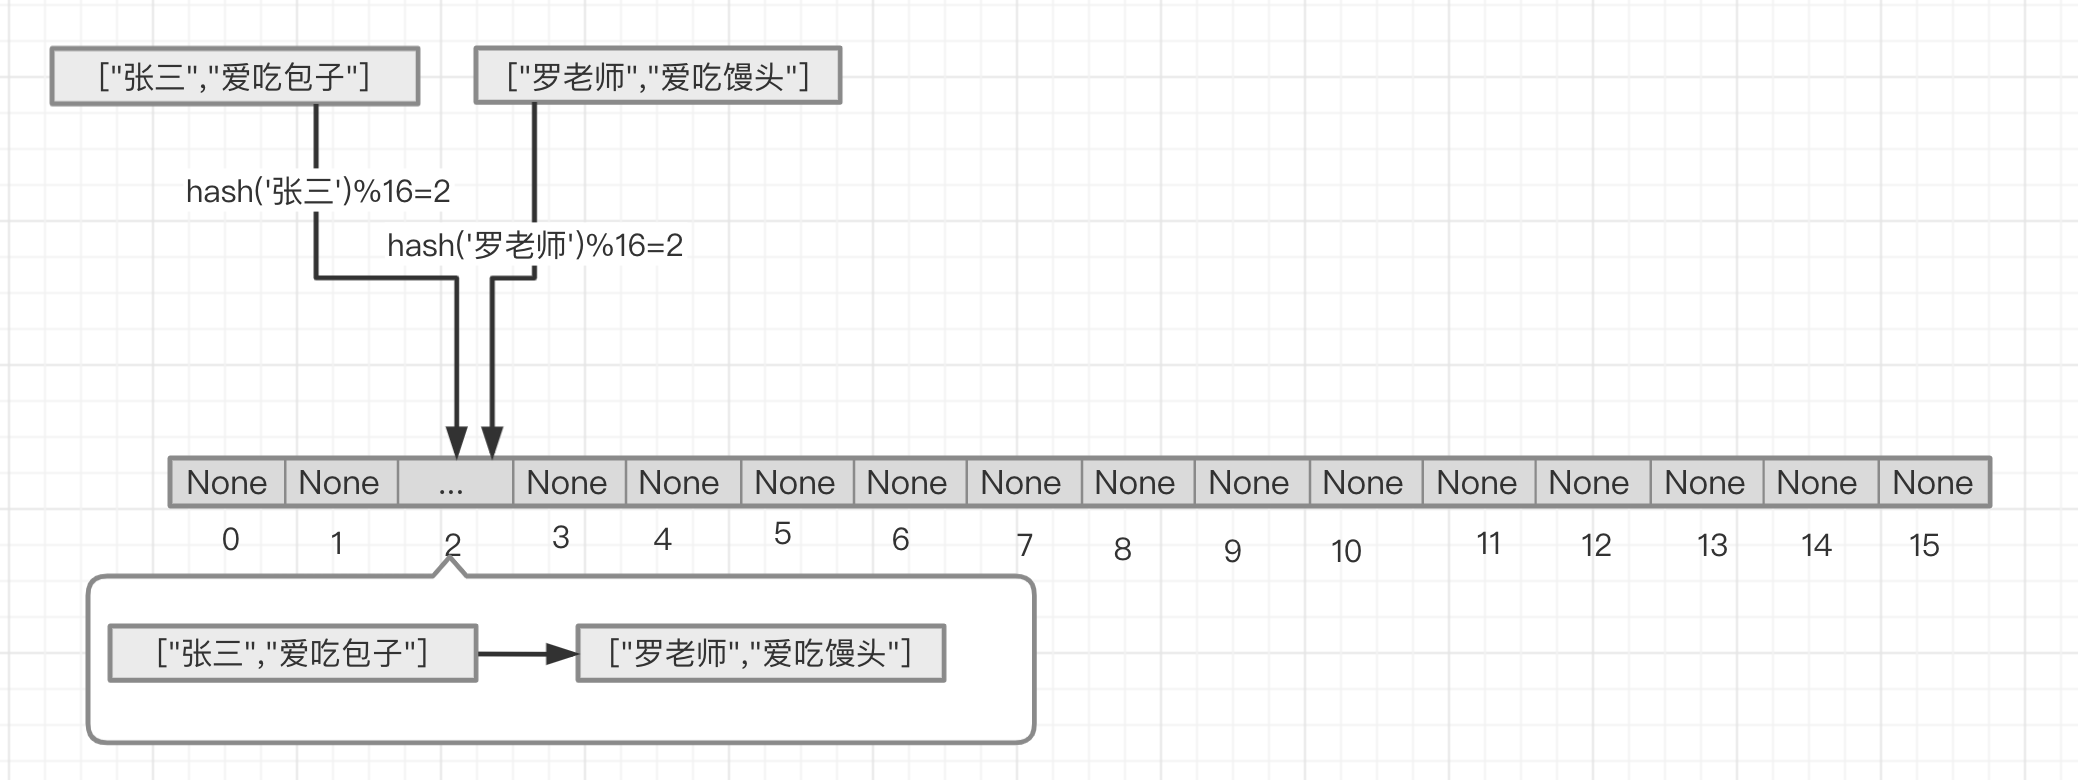 ["张三","爱吃包子"]
["罗老师","爱吃馒头"]
hash('张三')%16=2
hash('罗老师')%16=2
None None ... None None None None None None None None None None None None None
0 1 2 3 4 5 6 7 8 9 10 11 12 13 14 15
["张三","爱吃包子"]
["罗老师","爱吃馒头"]